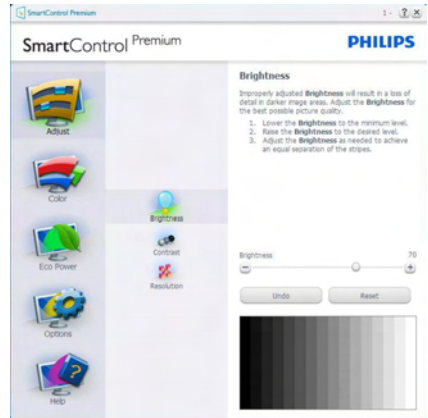 SmartControl Premium
1 -
?
x
SmartControl Premium
PHILIPS
Adjust
Color
Eco Power
Options
Help
Brightness
Contrast
Resolution
Brightness
Improperly adjusted Brightness will result in a loss of
detail in darker image areas. Adjust the Brightness for
the best possible picture quality.
1. Lower the Brightness to the minimum level.
2. Raise the Brightness to the desired level.
3. Adjust the Brightness as needed to achieve
an equal separation of the stripes.
Brightness 70
Undo Reset